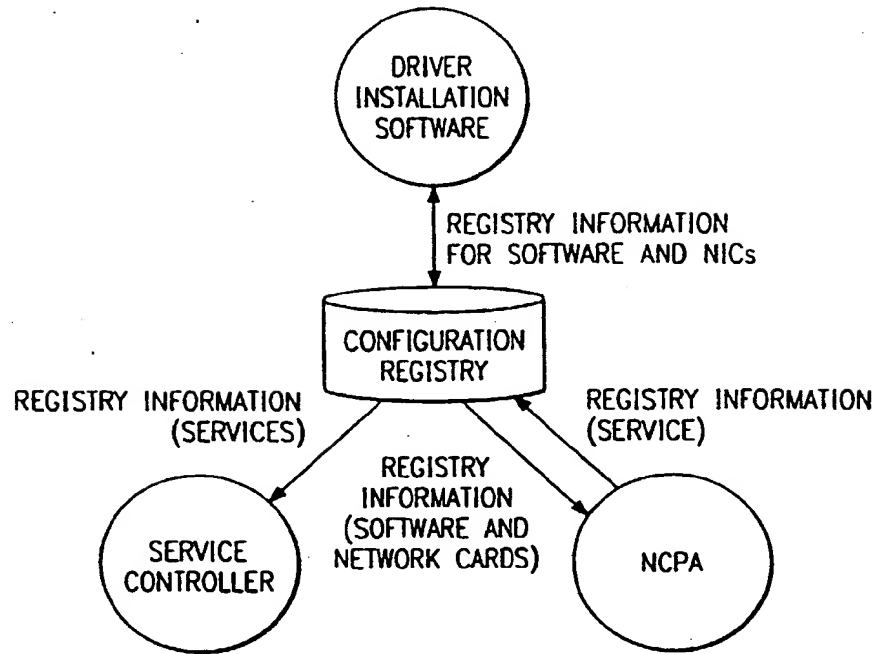 DRIVER
INSTALLATION
SOFTWARE
REGISTRY INFORMATION
FOR SOFTWARE AND NICs
CONFIGURATION
REGISTRY
REGISTRY INFORMATION
(SERVICES)
REGISTRY INFORMATION
(SERVICE)
REGISTRY
INFORMATION
(SOFTWARE AND
NETWORK CARDS)
SERVICE
CONTROLLER
NCPA